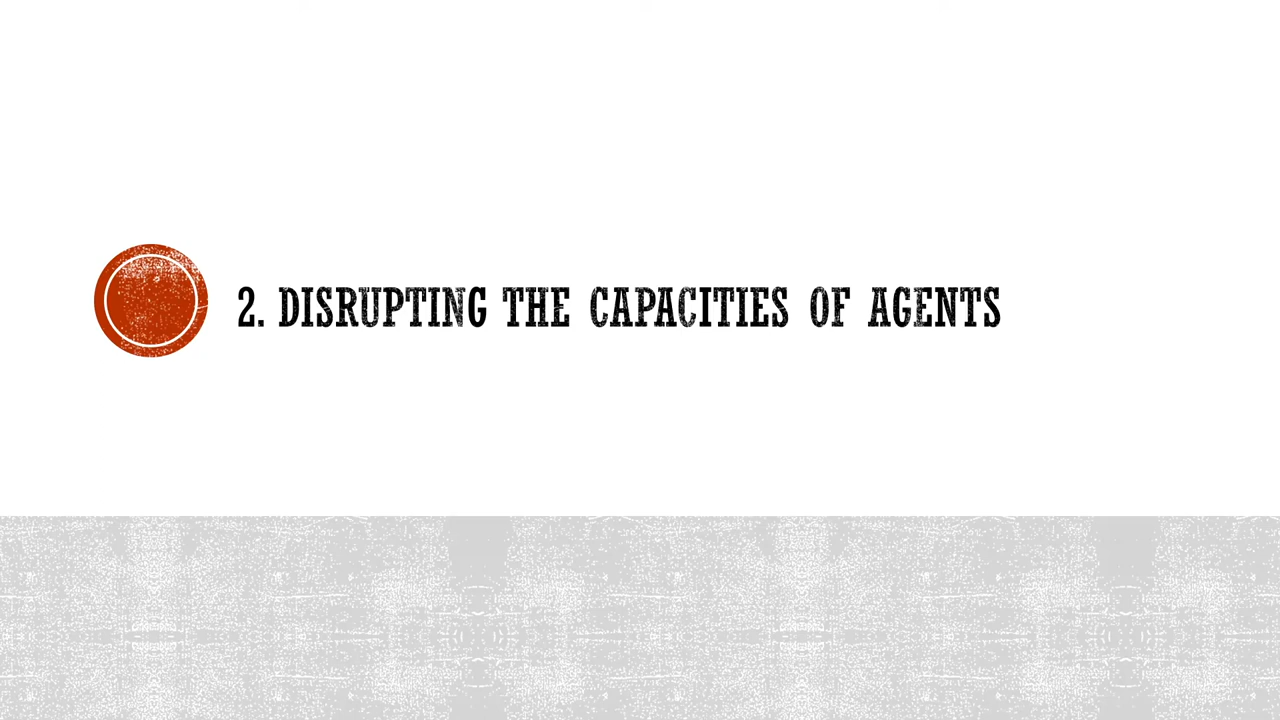 2. DISRUPTING THE CAPACITIES OF AGENTS